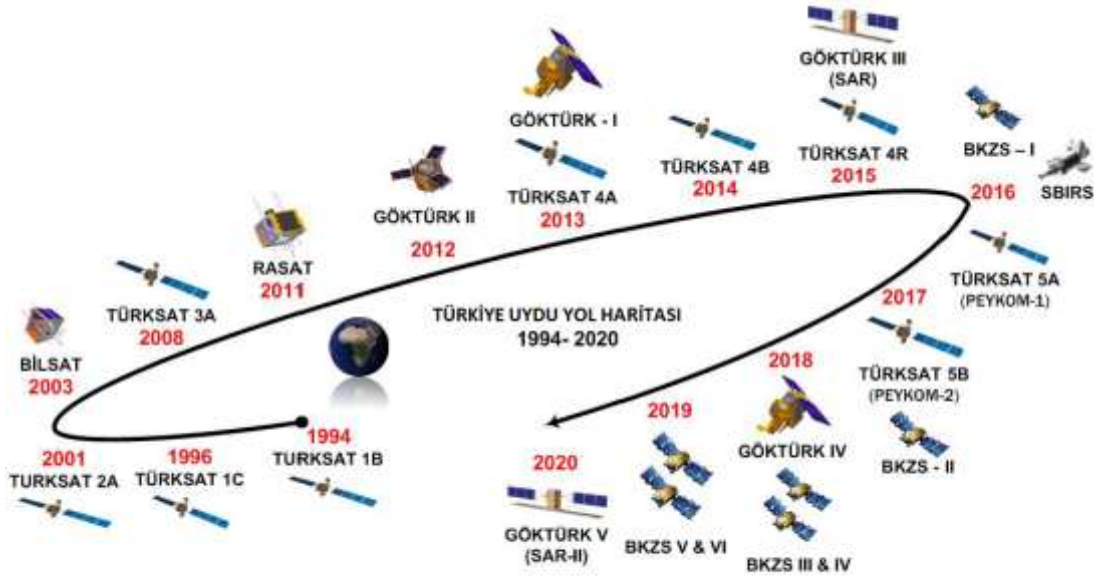 GÖKTÜRK III
(SAR)
GÖKTÜRK - I
BKZS – I
TÜRKSAT 4B
2014
TÜRKSAT 4R
2015
TÜRKSAT 4A
2013
2016
SBIRS
GÖKTÜRK II
2012
RASAT
2011
TÜRKSAT 5A
(PEYKOM-1)
2017
TÜRKSAT 3A
2008
TÜRKİYE UYDU YOL HARİTASI
1994- 2020
BİLSAT
2003
2018
TÜRKSAT 5B
(PEYKOM-2)
2019
1994
TURKSAT 1B
2001
TURKSAT 2A
1996
TÜRKSAT 1C
2020
GÖKTÜRK IV
BKZS - II
GÖKTÜRK V
(SAR-II)
BKZS V & VI
BKZS III & IV